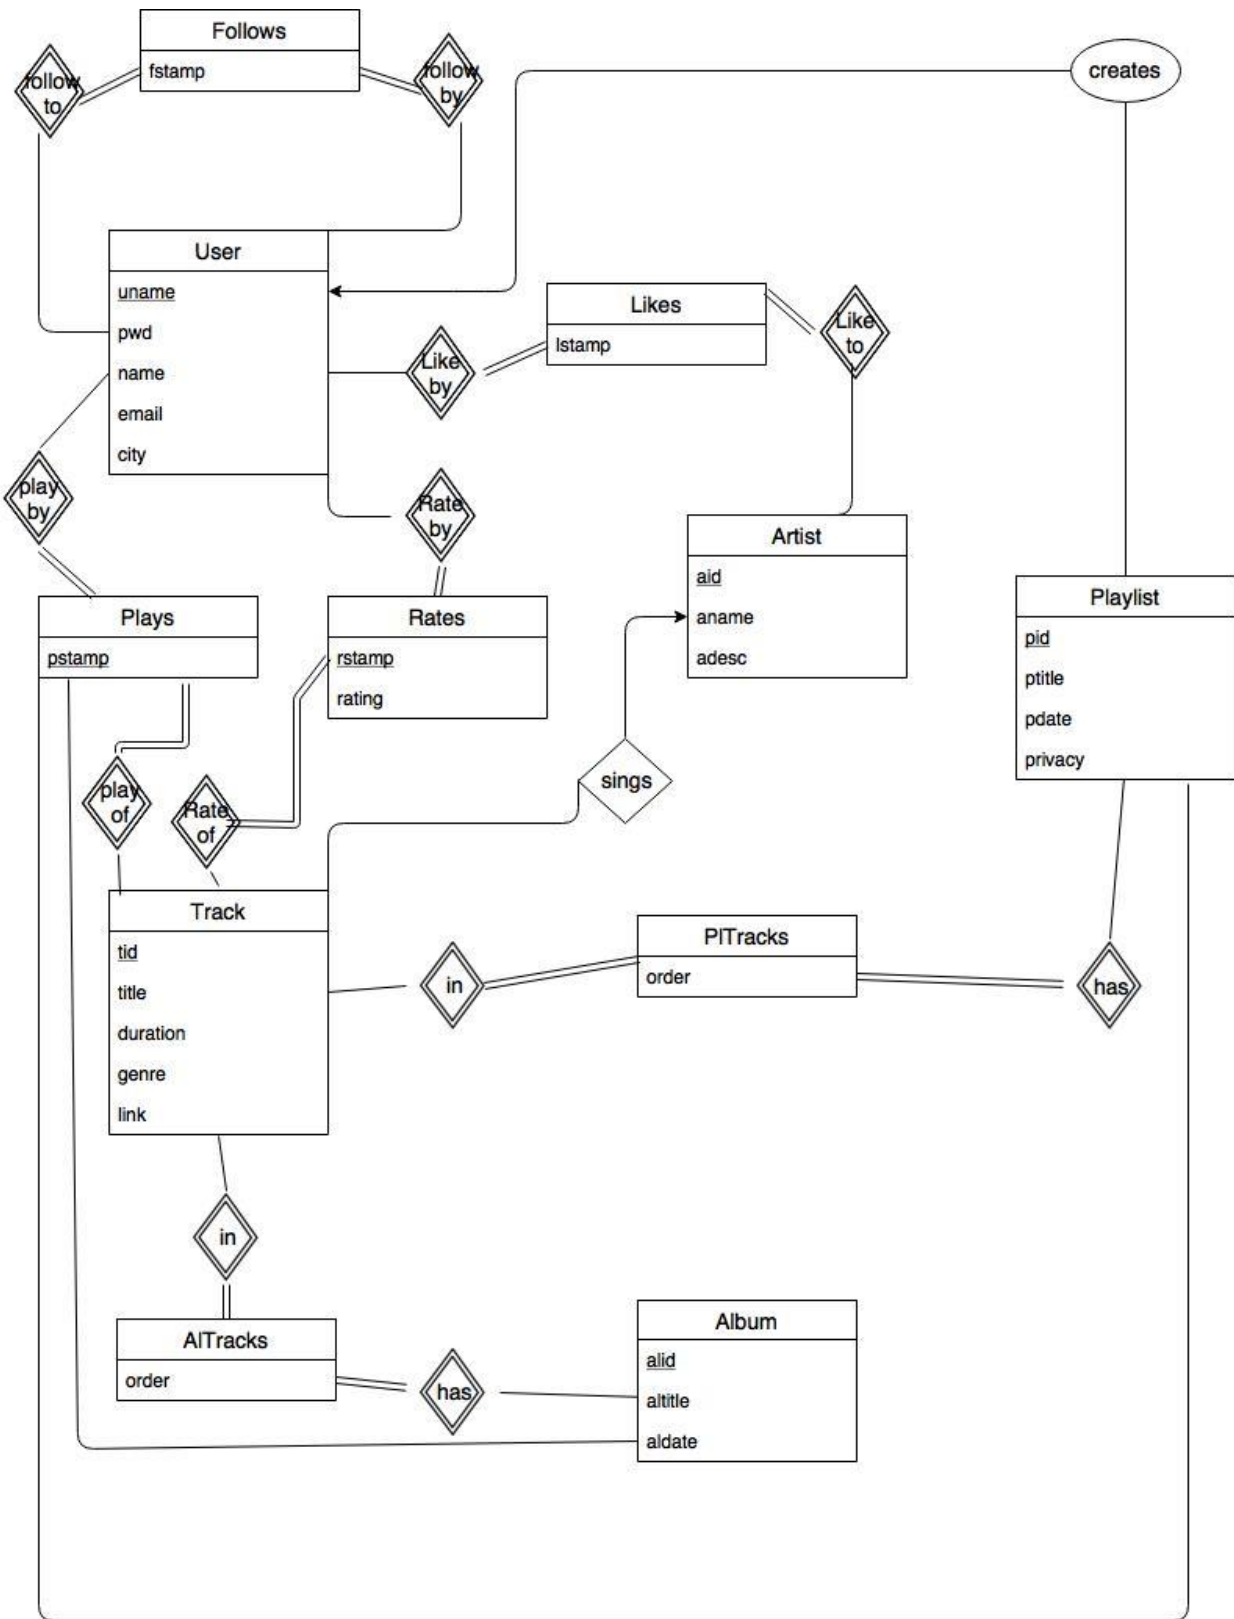 Follows
fstamp
follow
to
follow
by
creates
User
uname
pwd
name
email
city
Likes
lstamp
Like
by
Like
to
play
by
Rate
by
Artist
aid
aname
adesc
Playlist
pid
ptitle
pdate
privacy
Plays
pstamp
Rates
rstamp
rating
sings
play
of
Rate
of
Track
tid
title
duration
genre
link
in
PlTracks
order
has
in
AlTracks
order
has
Album
alid
altitle
aldate